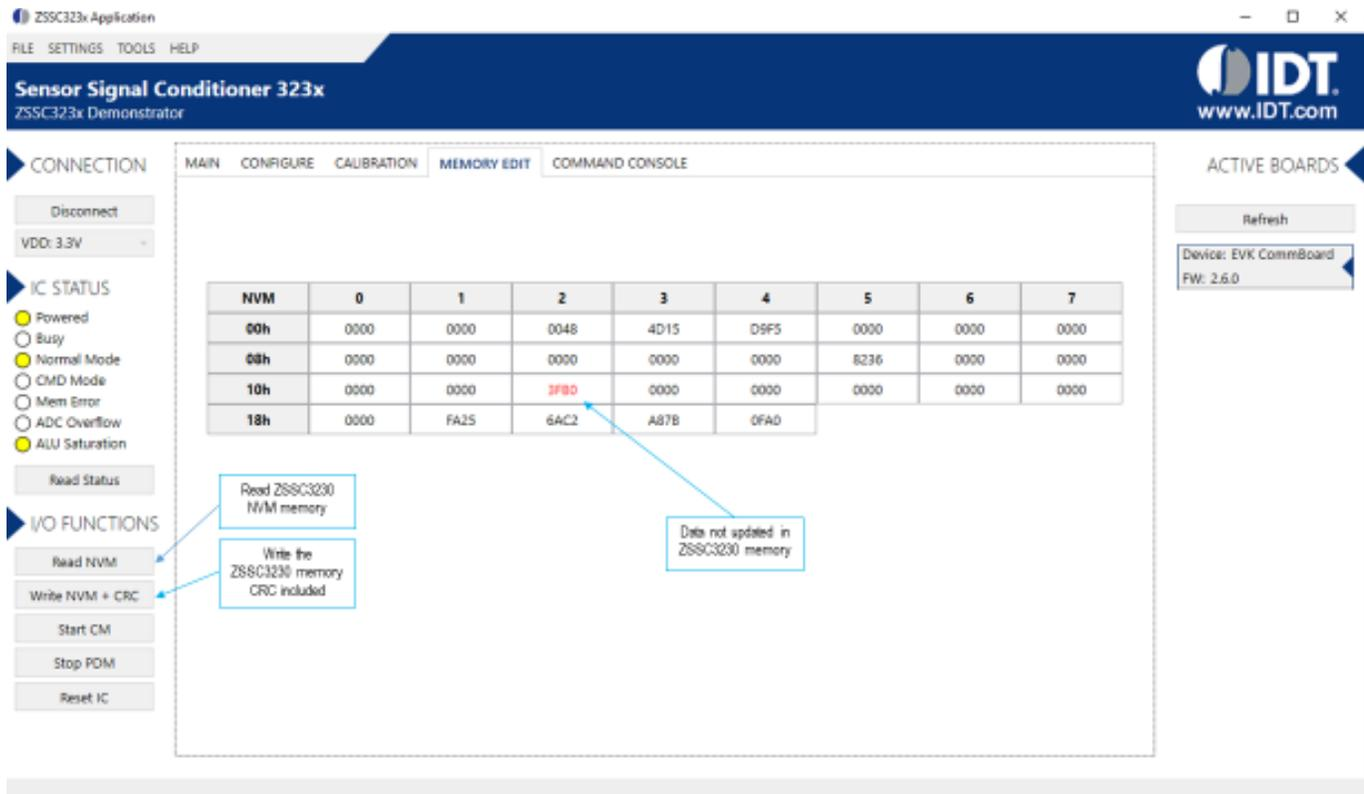 ZSSC323x Application
FILE SETTINGS TOOLS HELP
Sensor Signal Conditioner 323x
ZSSC323x Demonstrator
IDT.
www.IDT.com
CONNECTION
Disconnect
VDD: 3.3V
IC STATUS
Powered
Busy
Normal Mode
CMD Mode
Mem Error
ADC Overflow
ALU Saturation
Read Status
I/O FUNCTIONS
Read NVM
Write NVM + CRC
Start CM
Stop PDM
Reset IC
MAIN CONFIGURE CALIBRATION MEMORY EDIT COMMAND CONSOLE
NVM 0 1 2 3 4 5 6 7
00h 0000 0000 0048 4D15 D9F5 0000 0000 0000
08h 0000 0000 0000 0000 0000 8236 0000 0000
10h 0000 0000 3FBD 0000 0000 0000 0000 0000
18h 0000 FA25 6AC2 A87B 0FA0
Read ZSSC3230
NVM memory
Write the
ZSSC3230 memory
CRC included
Data not updated in
ZSSC3230 memory
ACTIVE BOARDS
Refresh
Device: EVK CommBoard
FW: 2.6.0